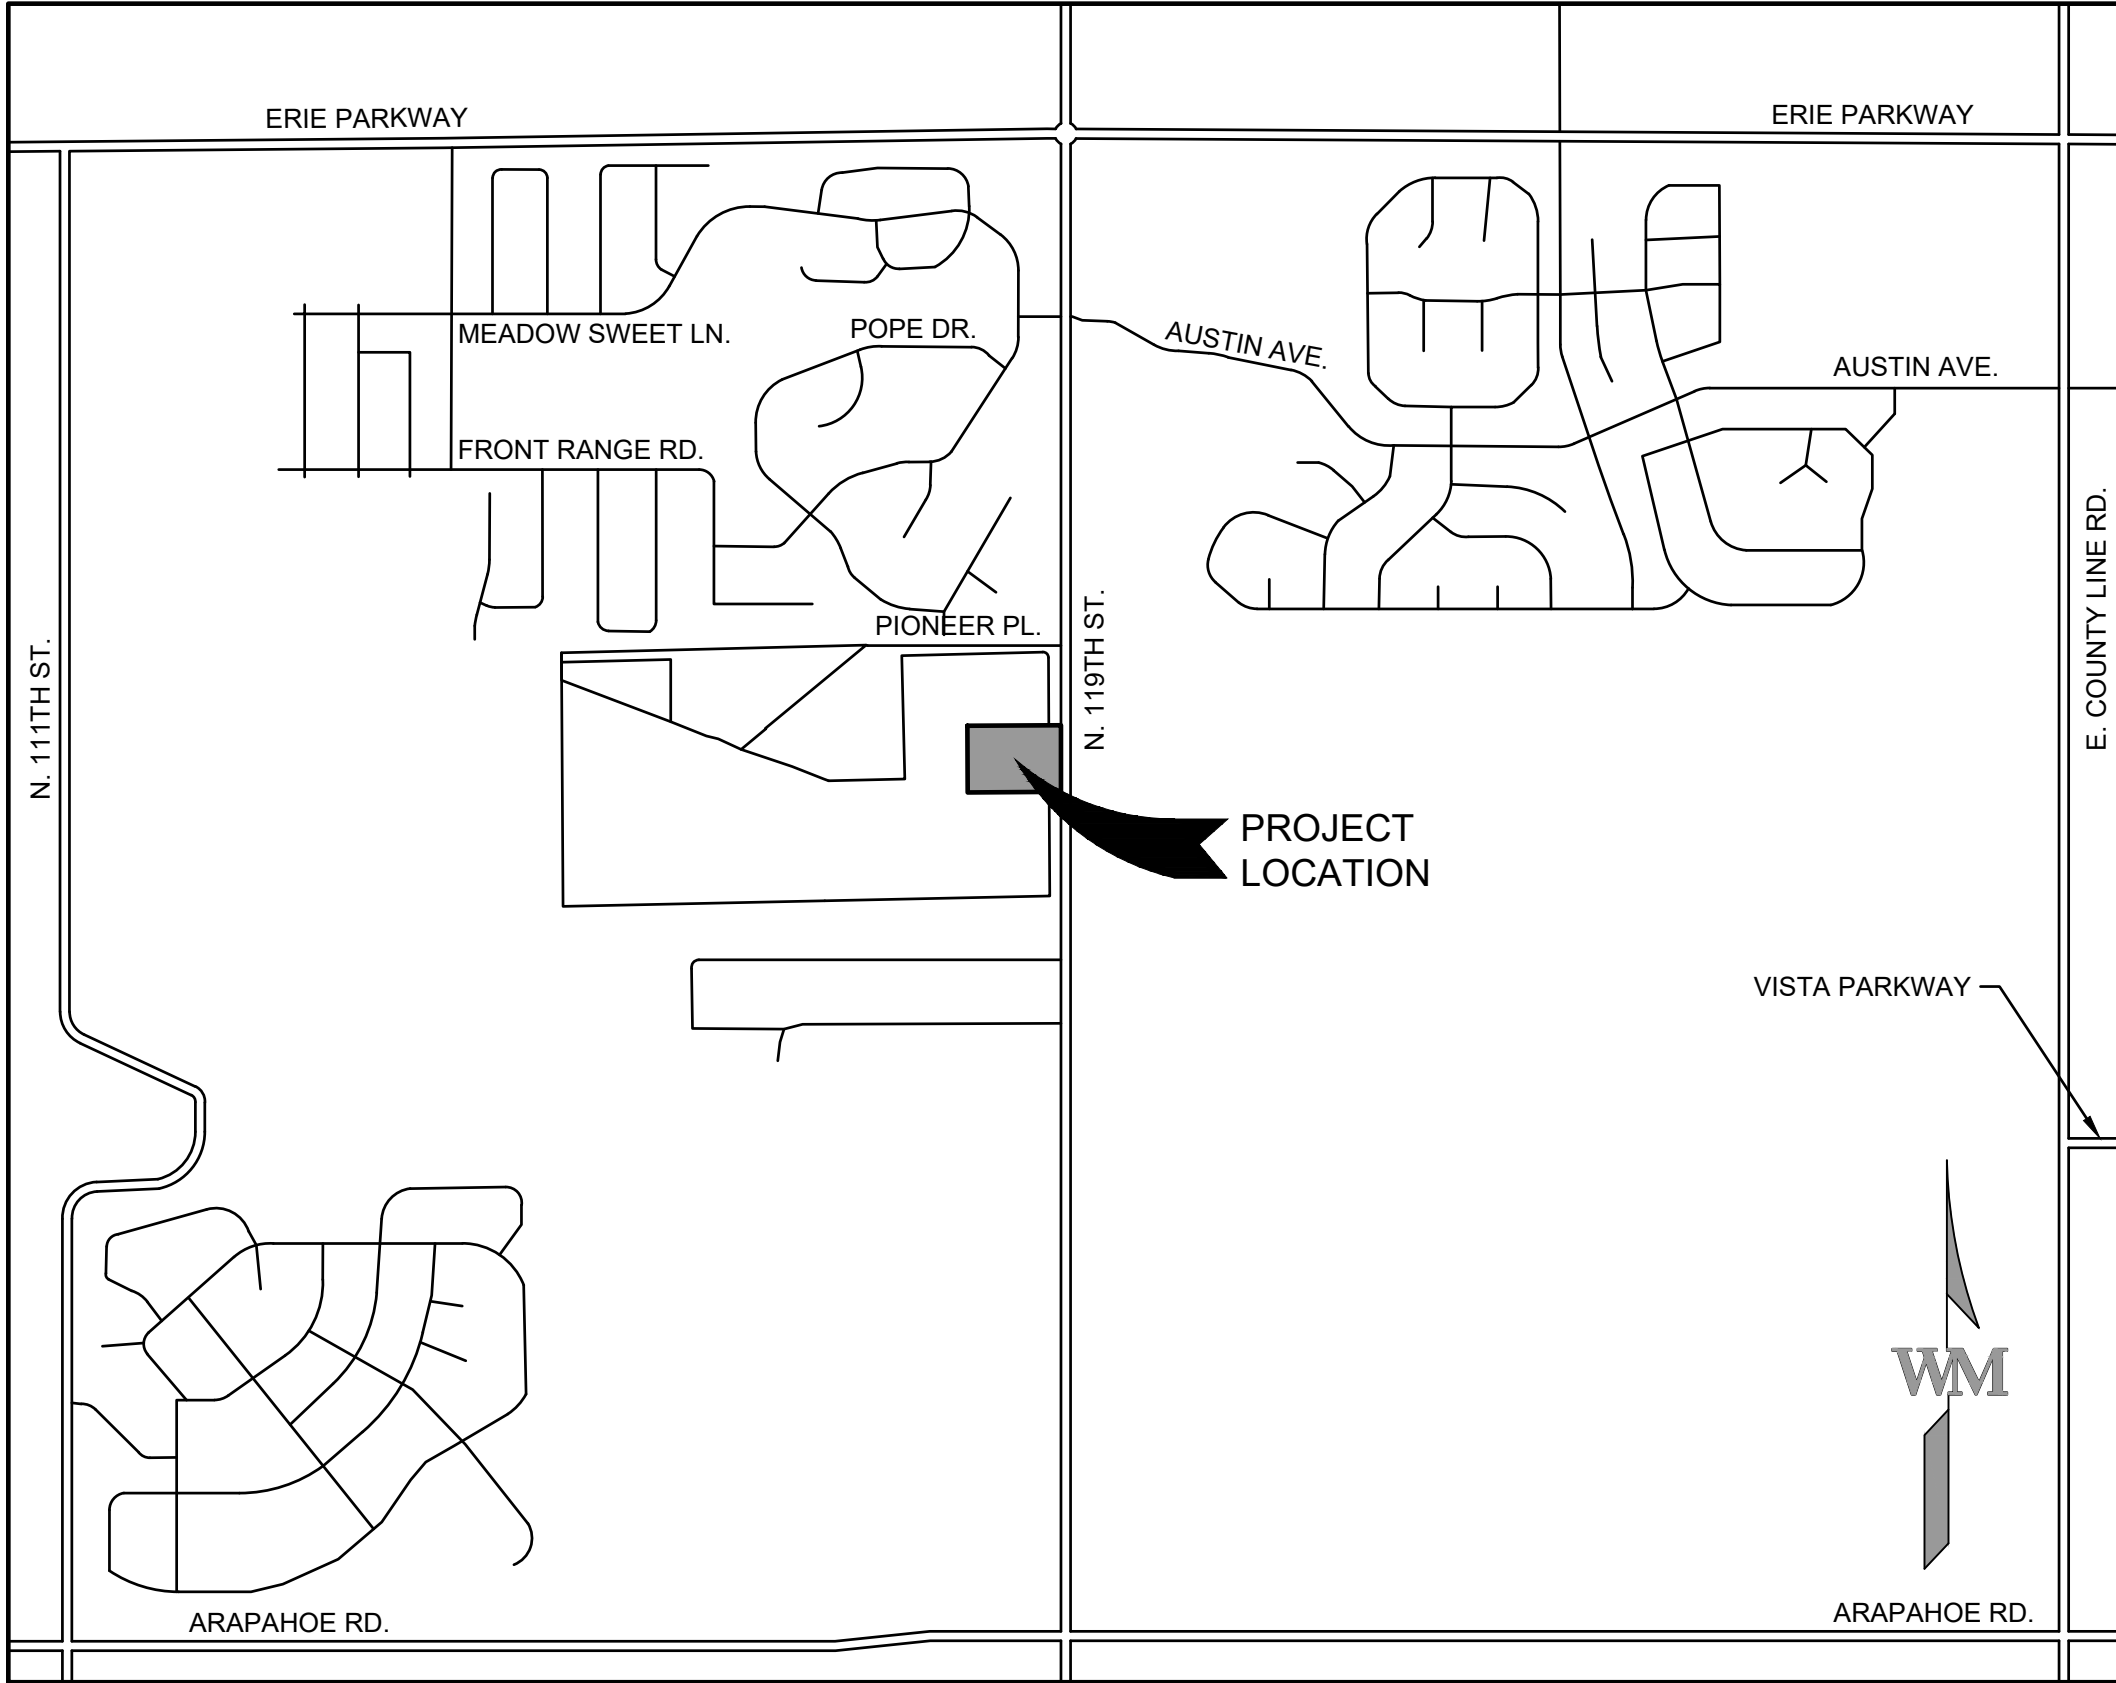 ERIE PARKWAY
ERIE PARKWAY
MEADOW SWEET LN.
POPE DR.
AUSTIN AVE.
AUSTIN AVE.
FRONT RANGE RD.
PIONEER PL.
N. 111TH ST.
N. 119TH ST.
E. COUNTY LINE RD.
PROJECT
LOCATION
VISTA PARKWAY
WM
ARAPAHOE RD.
ARAPAHOE RD.